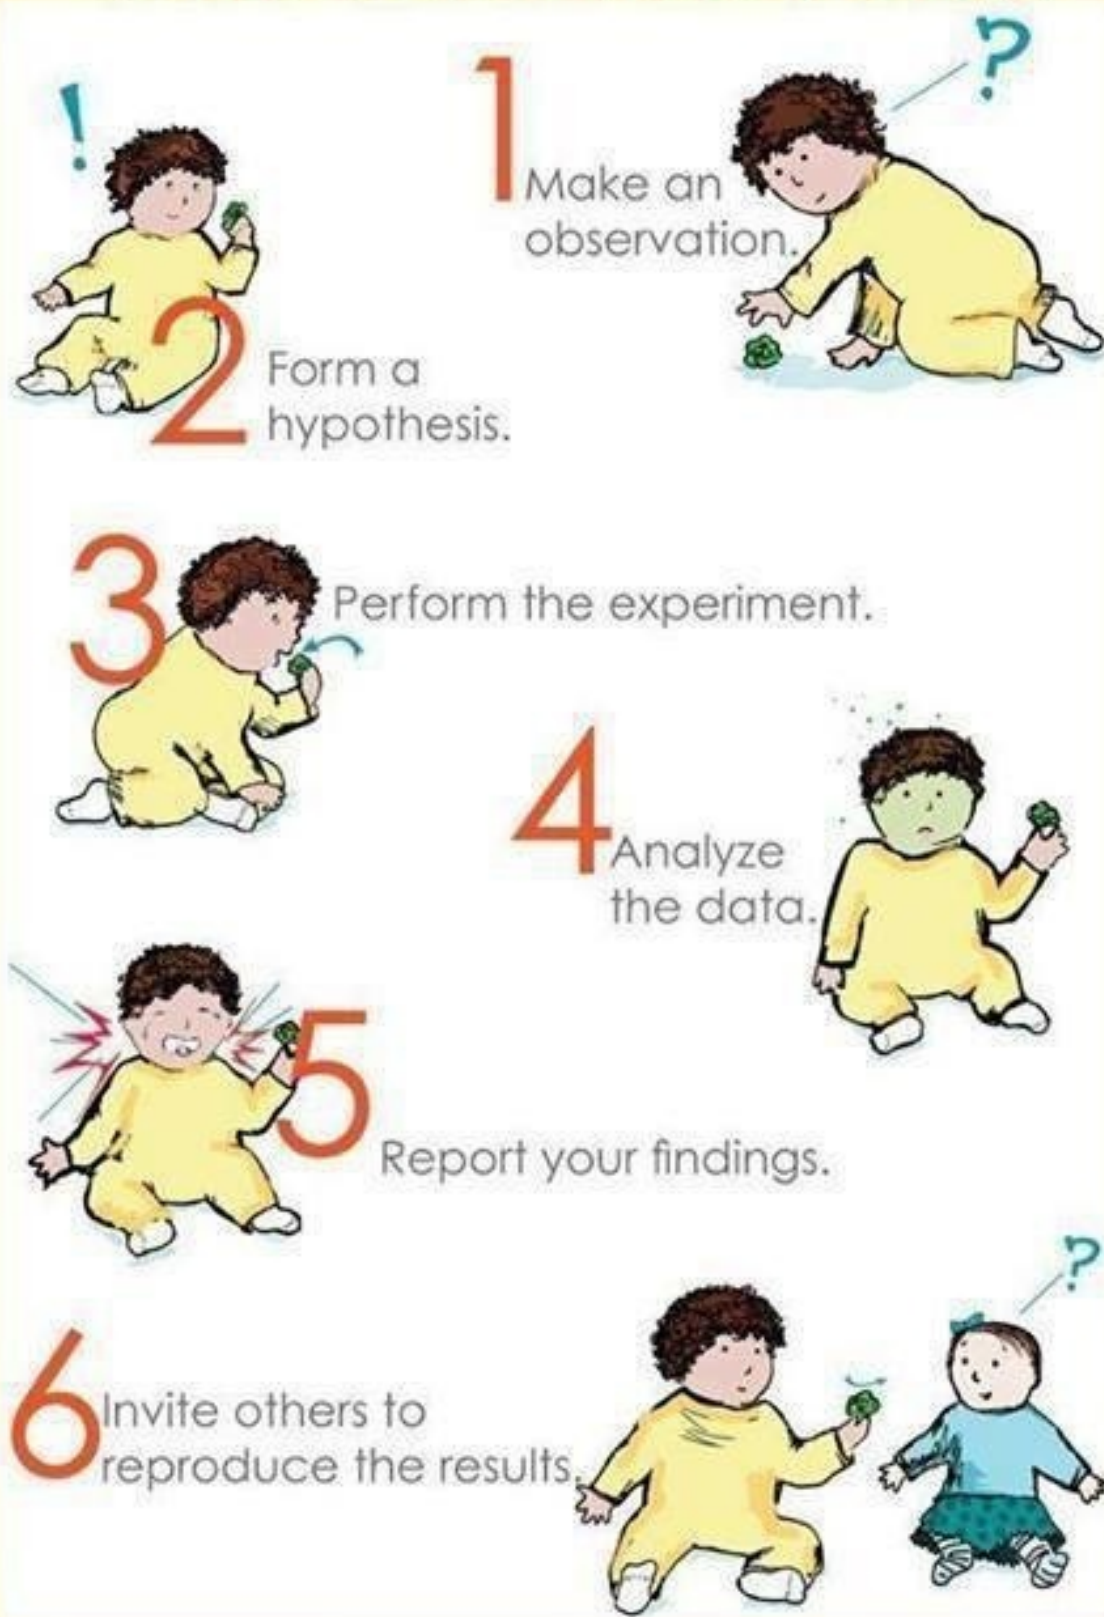 !
?
1
Make an
observation.
2
Form a
hypothesis.
3
Perform the experiment.
4
Analyze
the data.
5
Report your findings.
?
6
Invite others to
reproduce the results.